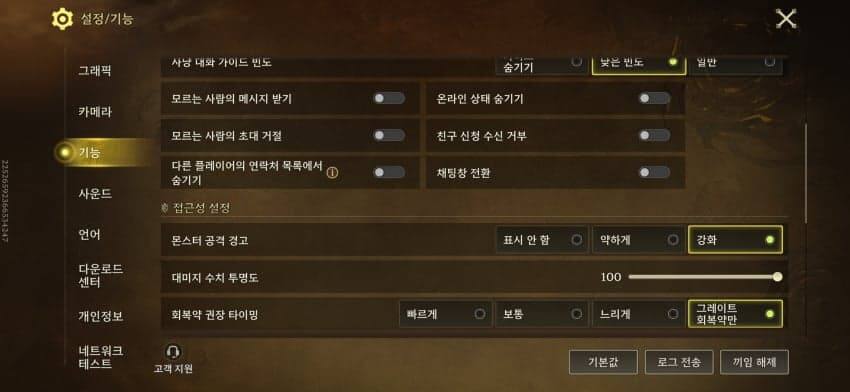 설정/기능
그래픽
카메라
기능
사운드
언어
다운로드
센터
개인정보
네트워크
테스트
사당 대화 가이드 빈도
숨기기
낮은 빈도
일반
모르는 사람의 메시지 받기
온라인 상태 숨기기
모르는 사람의 초대 거절
친구 신청 수신 거부
다른 플레이어의 연락처 목록에서
숨기기
채팅창 전환
접근성 설정
몬스터 공격 경고
표시 안 함
약하게
강화
대미지 수치 투명도
100
회복약 권장 타이밍
빠르게
보통
느리게
그레이트
회복약만
고객 지원
기본값
로그 전송
끼임 해제
22526592366534247